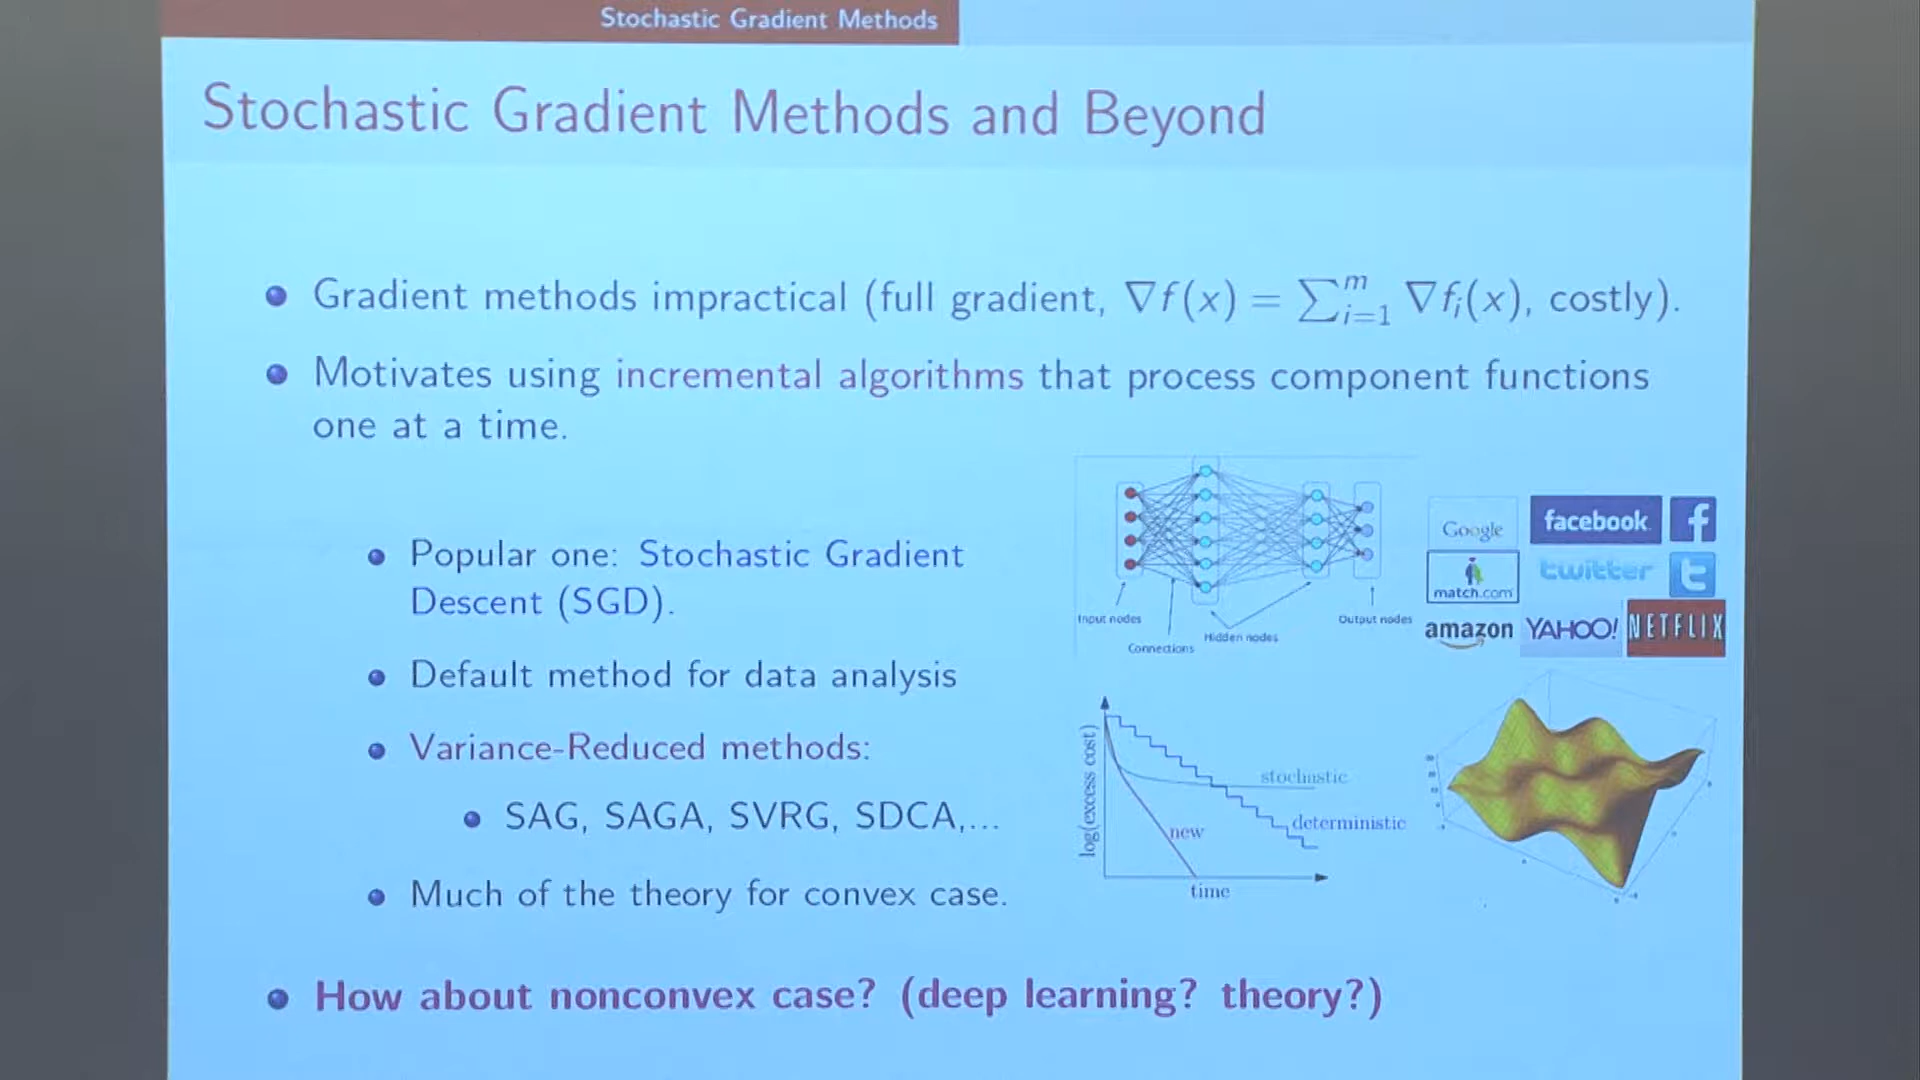 Stochastic Gradient Methods
Stochastic Gradient Methods and Beyond
Gradient methods impractical (full gradient, ∇f(x) = ∑ᵐᵢ₌₁ ∇fᵢ(x), costly).
Motivates using incremental algorithms that process component functions
one at a time.
Popular one: Stochastic Gradient
Descent (SGD).
Default method for data analysis
Variance-Reduced methods:
SAG, SAGA, SVRG, SDCA,...
Much of the theory for convex case.
Input nodes
Connections
Hidden nodes
Output nodes
Google
facebook
f
match.com
twitter
t
amazon
YAHOO!
NETFLIX
log(excess cost)
stochastic
deterministic
new
time
How about nonconvex case? (deep learning? theory?)